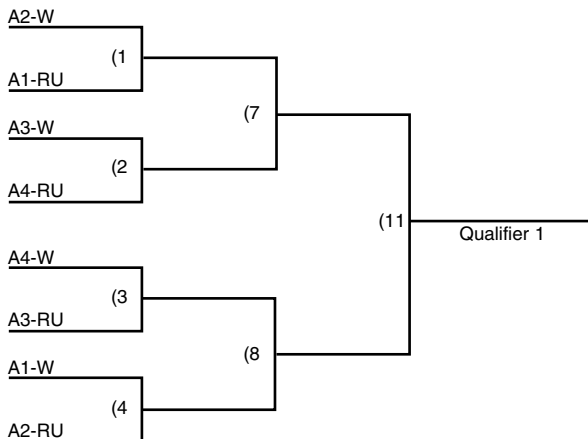 A2-W
(1
A1-RU
(7
A3-W
(2
A4-RU
(11
Qualifier 1
A4-W
(3
A3-RU
(8
A1-W
(4
A2-RU